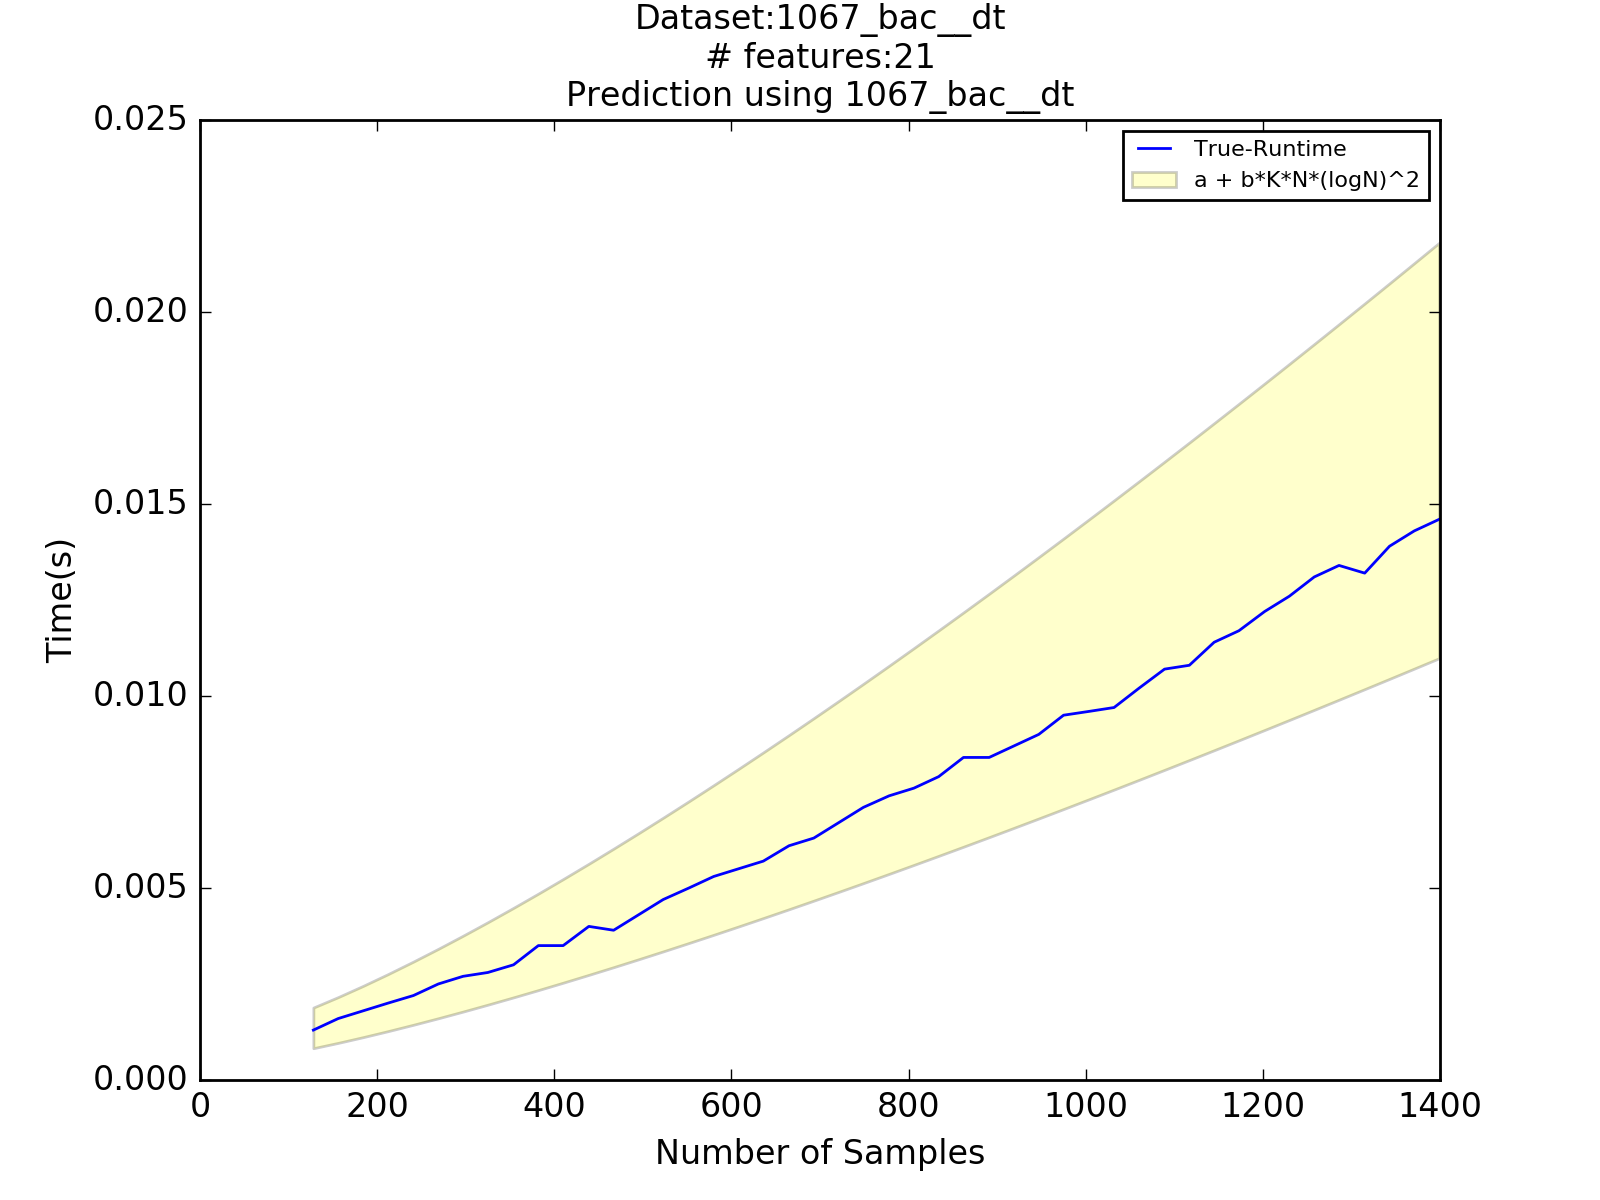 Dataset:1067_bac__dt
# features:21
Prediction using 1067_bac__dt
0.025
0.020
0.015
0.010
0.005
0.000
Time(s)
True-Runtime
a + b*K*N*(logN)^2
0 200 400 600 800 1000 1200 1400
Number of Samples